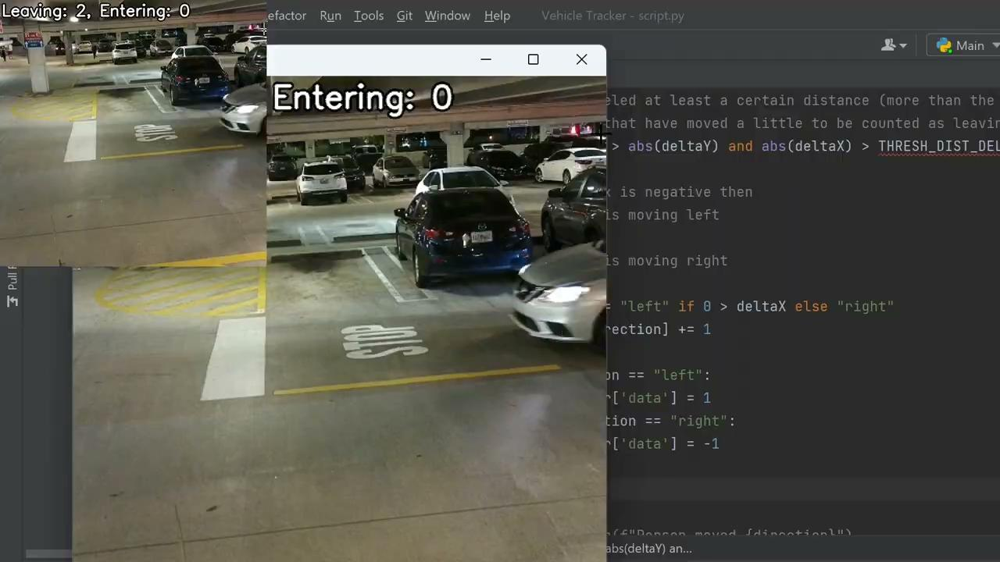 Leaving: 2, Entering: 0
efactor Run Tools Git Window Help Vehicle Tracker - script.py
Main
Entering: 0
eled at least a certain distance (more than the
that have moved a little to be counted as leavin
> abs(deltaY) and abs(deltaX) > THRESH_DIST_DEL
x is negative then
is moving left
is moving right
= "left" if 0 > deltaX else "right"
rection] += 1
on == "left":
r['data'] = 1
tion == "right":
r['data'] = -1
n(f"Person moved {direction}")
abs(deltaY) an...
STOP
STOP
Pull R